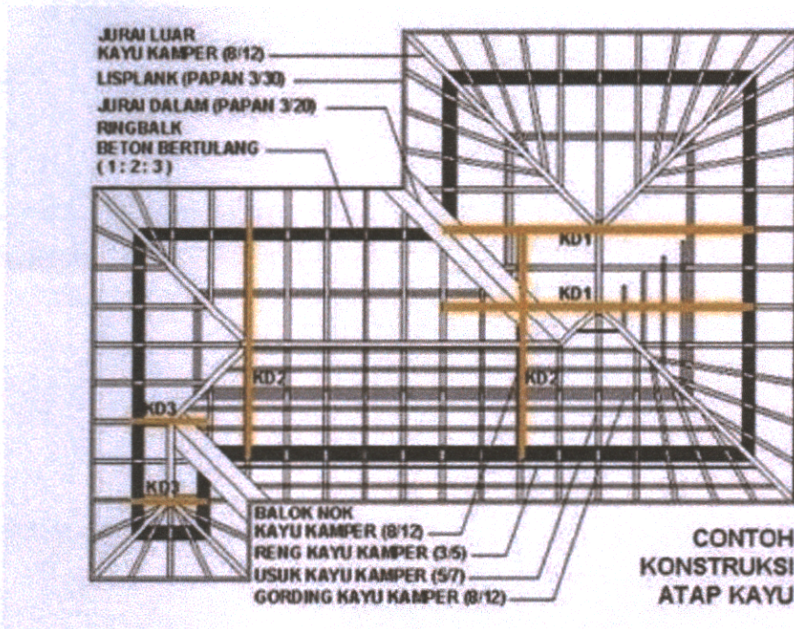 JURAI LUAR
KAYU KAMPER (8/12)
LISPLANK (PAPAN 3/30)
JURAI DALAM (PAPAN 3/20)
RINGBALK
BETON BERTULANG
(1:2:3)
KD1
KD1
KD2
KD2
KD3
KD3
BALOK NOK
KAYU KAMPER (8/12)
RENG KAYU KAMPER (3/5)
USUK KAYU KAMPER (5/7)
GORDING KAYU KAMPER (8/12)
CONTOH
KONSTRUKSI
ATAP KAYU